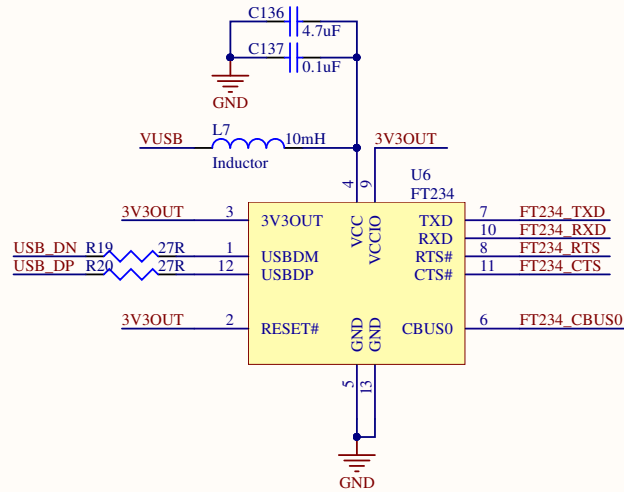 C136
4.7uF
C137
0.1uF
GND
L7
VUSB
10mH
3V3OUT
Inductor
U6
FT234
4
9
3V3OUT 3 3V3OUT VCC VCCIO TXD 7 FT234_TXD
RXD 10 FT234_RXD
USB_DN R19 27R 1 USBDM RTS# 8 FT234_RTS
USB_DP R20 27R 12 USBDP CTS# 11 FT234_CTS
3V3OUT 2 RESET# GND GND CBUS0 6 FT234_CBUS0
5
13
GND